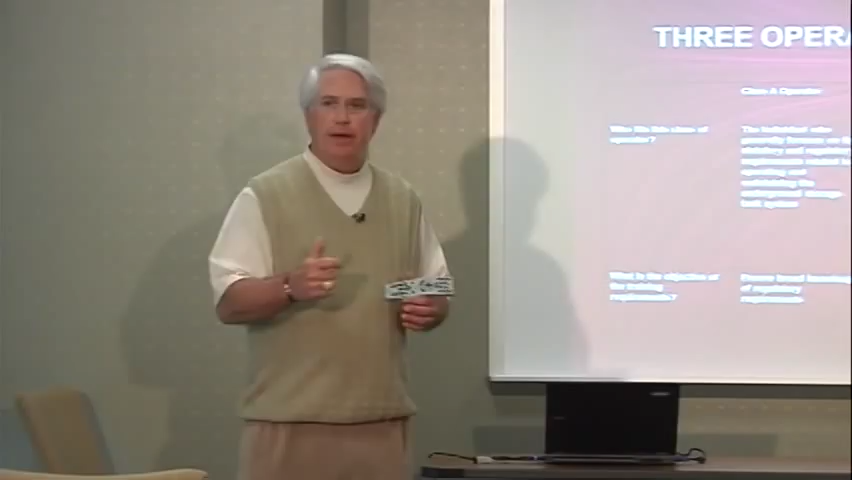 THREE OPERA
Class A Operator
Who fits this class of
operator?
The individual who
generally focuses on the
statutory and regulatory
requirements related to
operating and
maintaining the
underground storage
tank system
What is the objective of
the training
requirements?
Possess broad knowledge
of regulatory
requirements